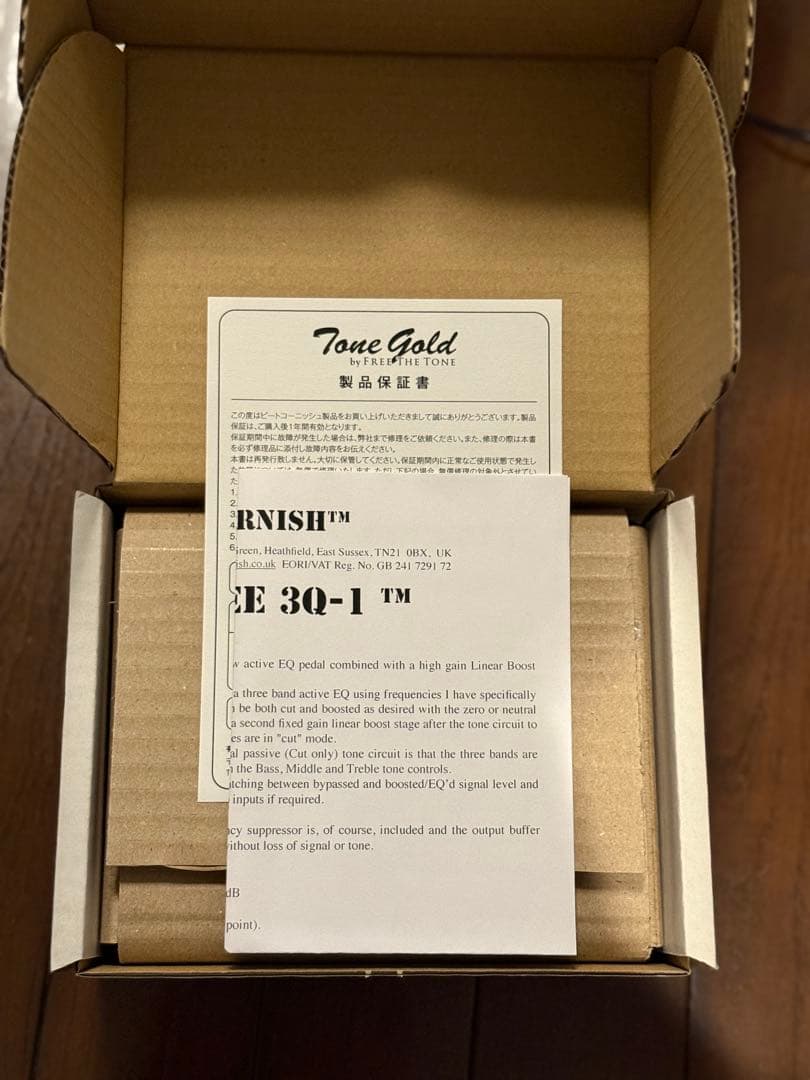 Tone Gold
by FREE THE TONE
製品保証書
この度はピートコーニッシュ製品をお買い上げいただきまして誠にありがとうございます。製品
保証は、ご購入後1年間有効となります。
保証期間中に故障が発生した場合は、弊社まで修理をご依頼ください。また、修理の際は本書
を必ず修理品に添付し故障内容をお伝えください。
本書は再発行致しません。大切に保管してください。保証期間内に正常なご使用状態で発生し
た
1.
2.
3.
4.
5.
6.
RNISH™
Green, Heathfield, East Sussex, TN21 0BX, UK
ish.co.uk EORI/VAT Reg. No. GB 241 7291 72
EE 3Q-1 ™
w active EQ pedal combined with a high gain Linear Boost
a three band active EQ using frequencies I have specifically
n be both cut and boosted as desired with the zero or neutral
a second fixed gain linear boost stage after the tone circuit to
es are in "cut" mode.
al passive (Cut only) tone circuit is that the three bands are
n the Bass, Middle and Treble tone controls.
itching between bypassed and boosted/EQ'd signal level and
inputs if required.
ncy suppressor is, of course, included and the output buffer
without loss of signal or tone.
dB
point).